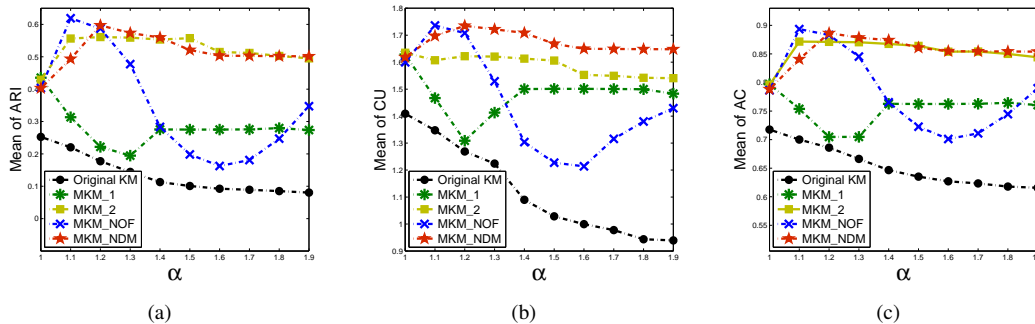 0.6
0.5
0.4
0.3
0.2
0.1
0
Mean of ARI
Original KM
MKM_1
MKM_2
MKM_NOF
MKM_NDM
1 1.1 1.2 1.3 1.4 1.5 1.6 1.7 1.8 1.9
α
(a)
1.8
1.7
1.6
1.5
1.4
1.3
1.2
1.1
1
0.9
Mean of CU
Original KM
MKM_1
MKM_2
MKM_NOF
MKM_NDM
1 1.1 1.2 1.3 1.4 1.5 1.6 1.7 1.8 1.9
α
(b)
0.9
0.85
0.8
0.75
0.7
0.65
0.6
0.55
Mean of AC
Original KM
MKM_1
MKM_2
MKM_NOF
MKM_NDM
1 1.1 1.2 1.3 1.4 1.5 1.6 1.7 1.8
α
(c)